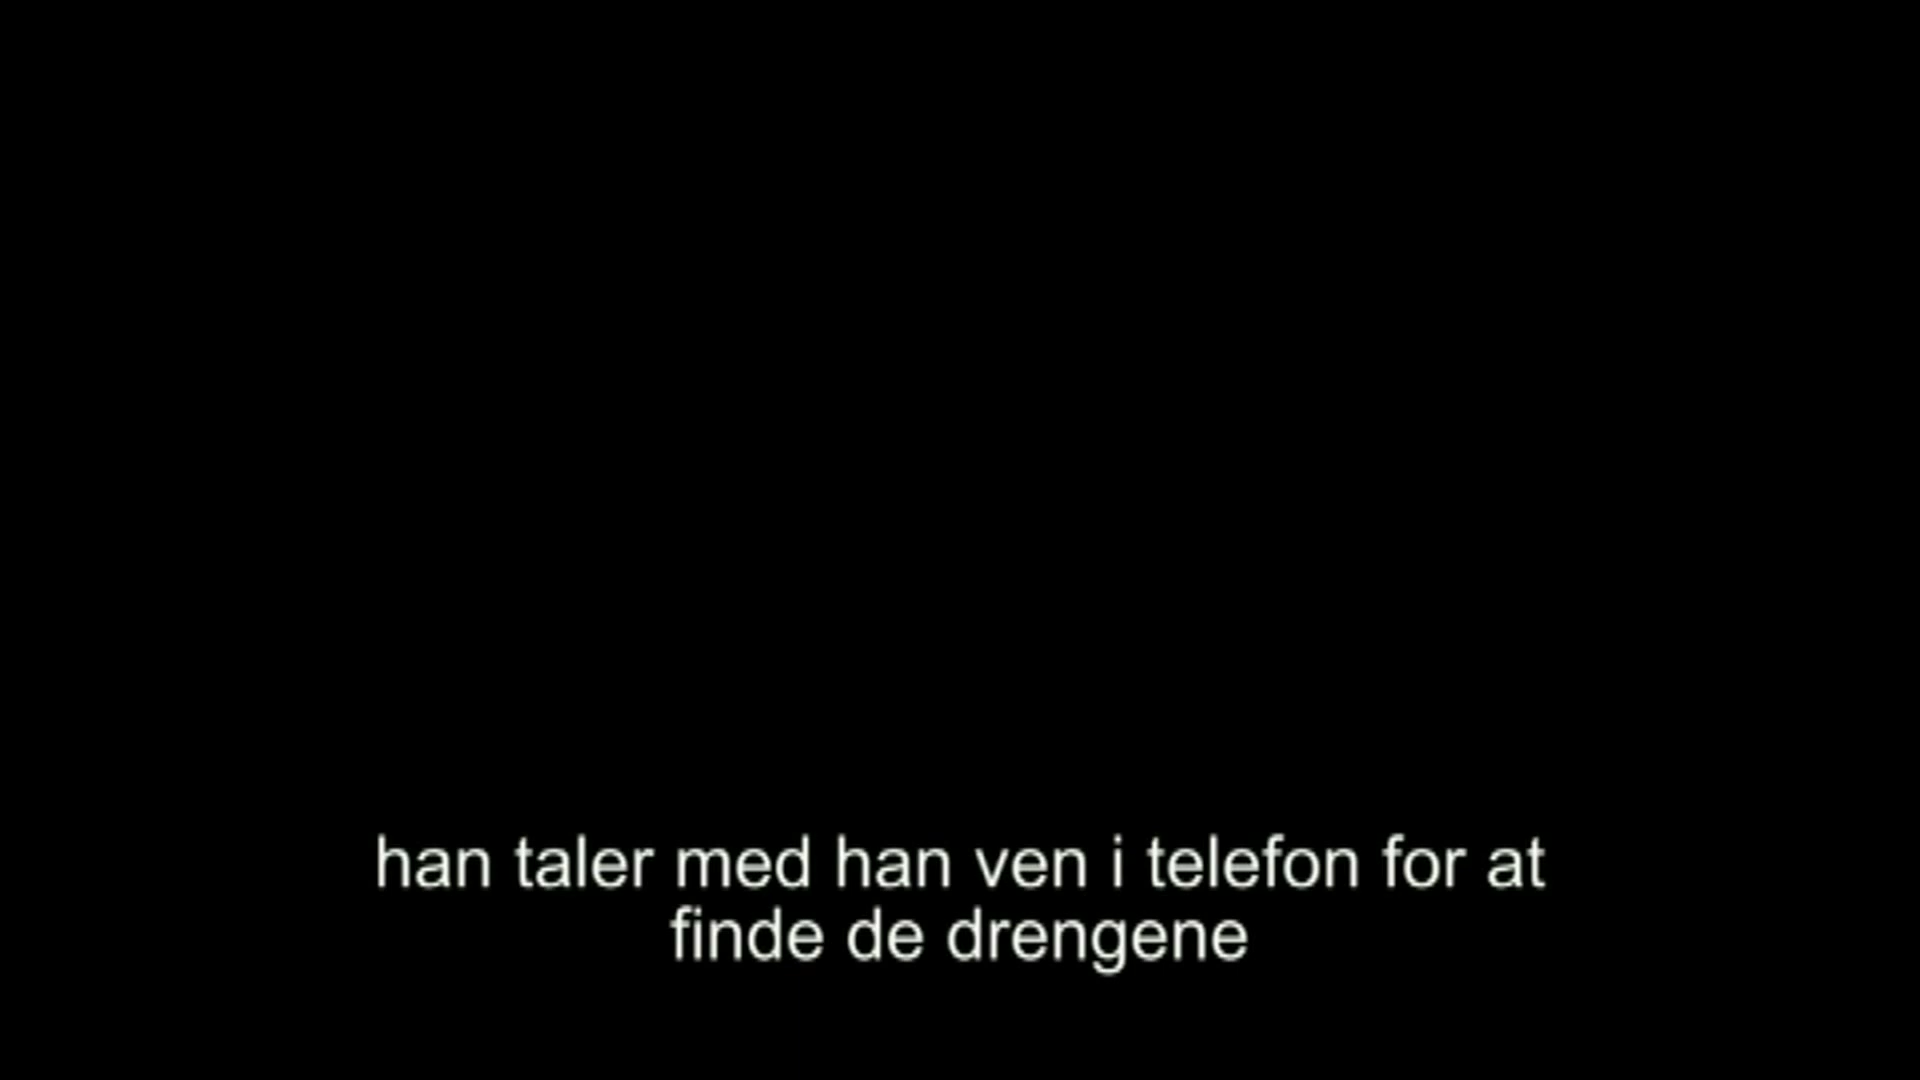 han taler med han ven i telefon for at
finde de drengene